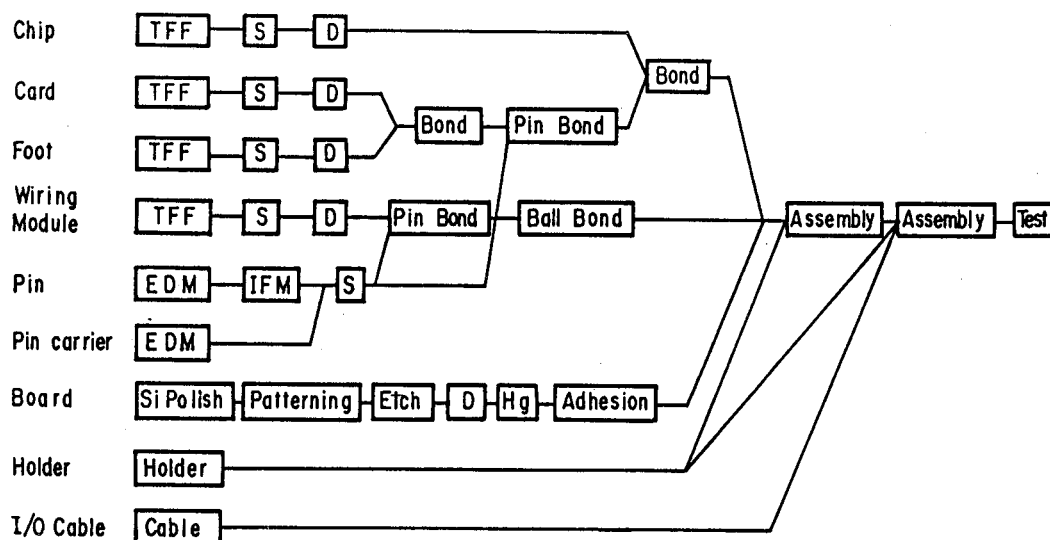 Chip TFF S D
Bond
Card TFF S D
Bond Pin Bond
Foot TFF S D
Wiring
Module TFF S D Pin Bond Ball Bond Assembly Assembly Test
Pin EDM IFM S
Pin carrier EDM
Board Si Polish Patterning Etch D Hg Adhesion
Holder Holder
I/O Cable Cable